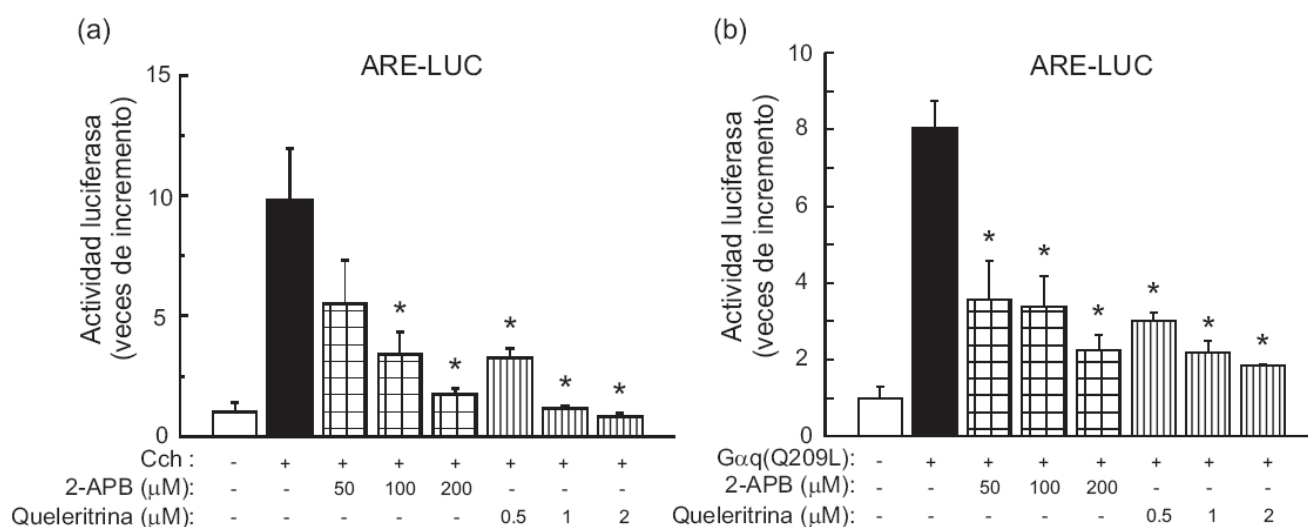 (a)
ARE-LUC
Actividad luciferasa
(veces de incremento)
15
10
5
0
Cch : - + + + + + + +
2-APB (μM): - - 50 100 200 - - -
Queleritrina (μM): - - - - - 0.5 1 2
* * * * *
(b)
ARE-LUC
Actividad luciferasa
(veces de incremento)
10
8
6
4
2
0
* * * * * *
Gαq(Q209L): - + + + + + + +
2-APB (μM): - - 50 100 200 - - -
Queleritrina (μM): - - - - - 0.5 1 2